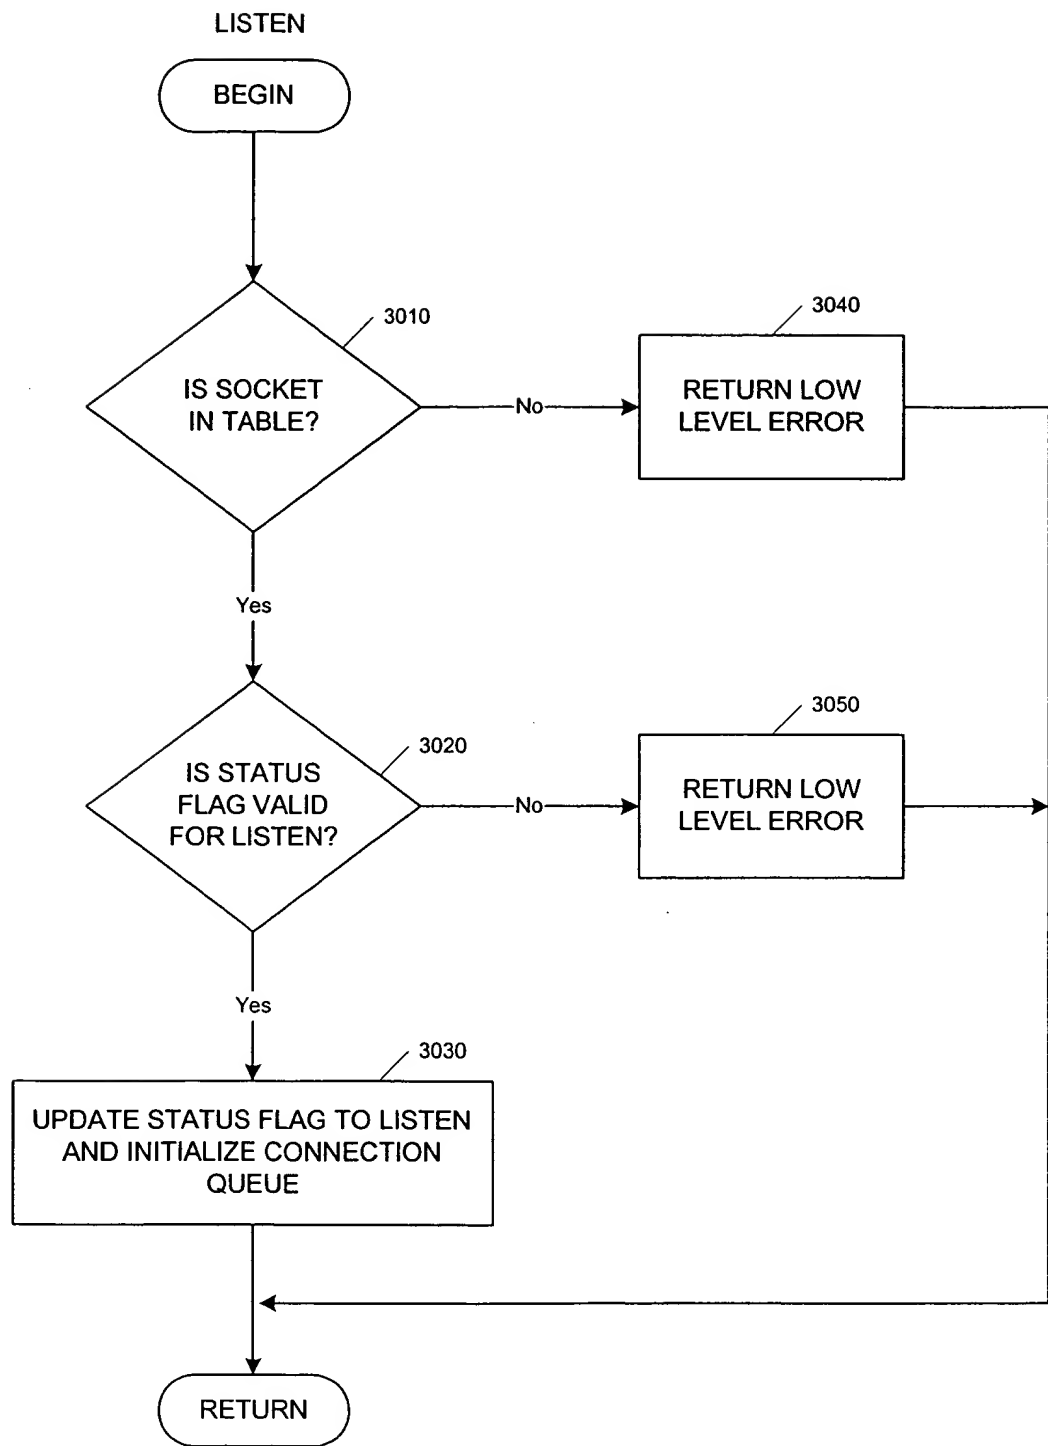 LISTEN
BEGIN
3010
IS SOCKET
IN TABLE?
No
3040
RETURN LOW
LEVEL ERROR
Yes
3020
IS STATUS
FLAG VALID
FOR LISTEN?
No
3050
RETURN LOW
LEVEL ERROR
Yes
3030
UPDATE STATUS FLAG TO LISTEN
AND INITIALIZE CONNECTION
QUEUE
RETURN